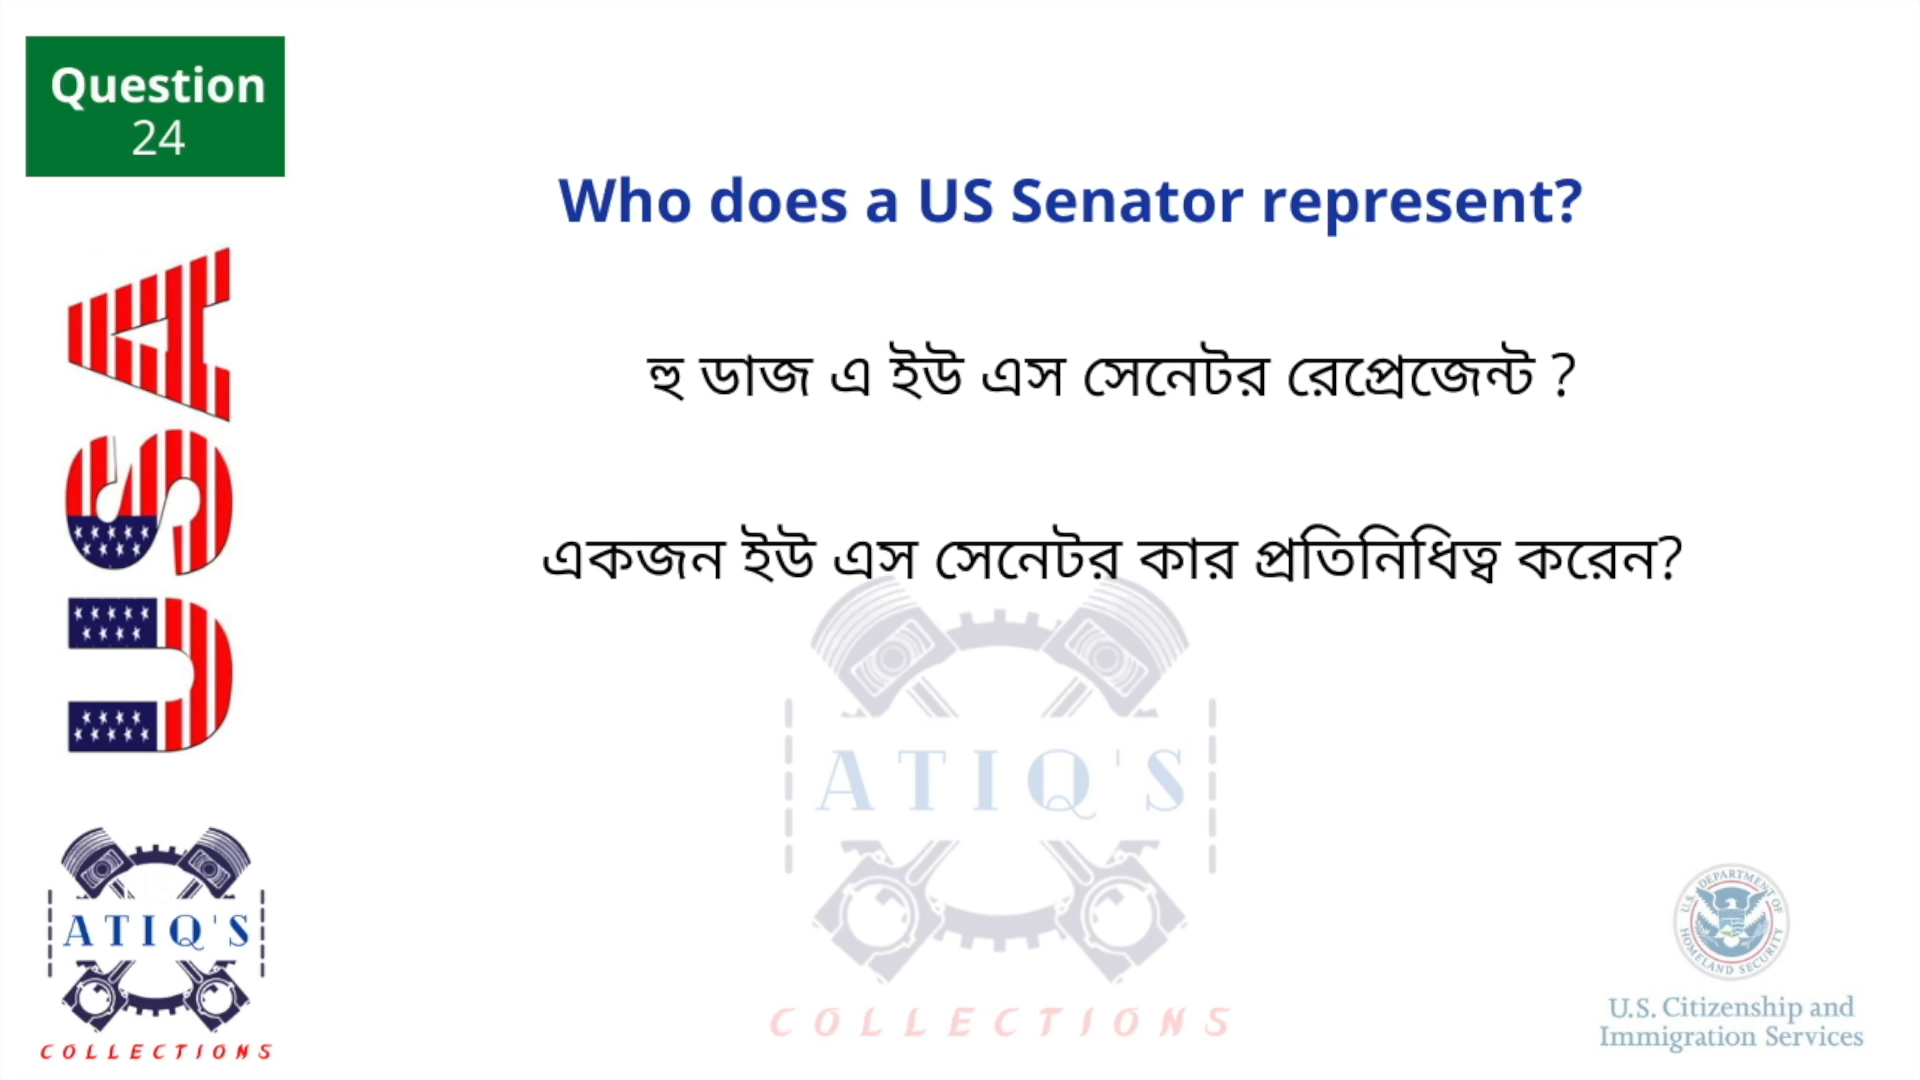 Question
24
Who does a US Senator represent?
হু ডাজ এ ইউ এস সেনেটর রেপ্রেজেন্ট ?
একজন ইউ এস সেনেটর কার প্রতিনিধিত্ব করেন?
USA
ATIQ'S
COLLECTIONS
ATIQ'S
COLLECTIONS
U.S. DEPARTMENT OF
HOMELAND SECURITY
U.S. Citizenship and
Immigration Services